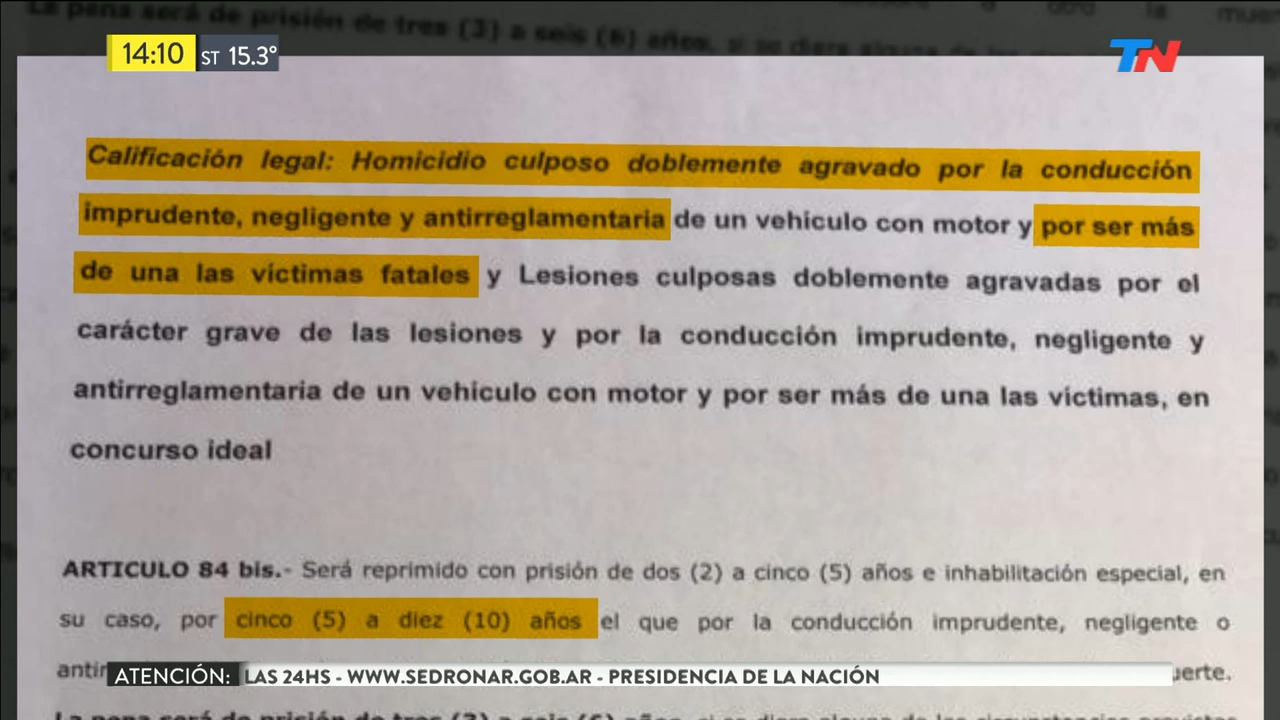 La pena será de prisión de tres (3) a seis (6) años, si se diera
14:10 ST 15.3°
TN
Calificación legal: Homicidio culposo doblemente agravado por la conducción
imprudente, negligente y antirreglamentaria de un vehiculo con motor y por ser más
de una las víctimas fatales y Lesiones culposas doblemente agravadas por el
carácter grave de las lesiones y por la conducción imprudente, negligente y
antirreglamentaria de un vehiculo con motor y por ser más de una las víctimas, en
concurso ideal
ARTICULO 84 bis.- Será reprimido con prisión de dos (2) a cinco (5) años e inhabilitación especial, en
su caso, por cinco (5) a diez (10) años el que por la conducción imprudente, negligente o
ATENCIÓN: LAS 24HS - WWW.SEDRONAR.GOB.AR - PRESIDENCIA DE LA NACIÓN
La pena será de prisión de tres (3) a seis (6) años, si se diera alguna de las circunstancias previstas